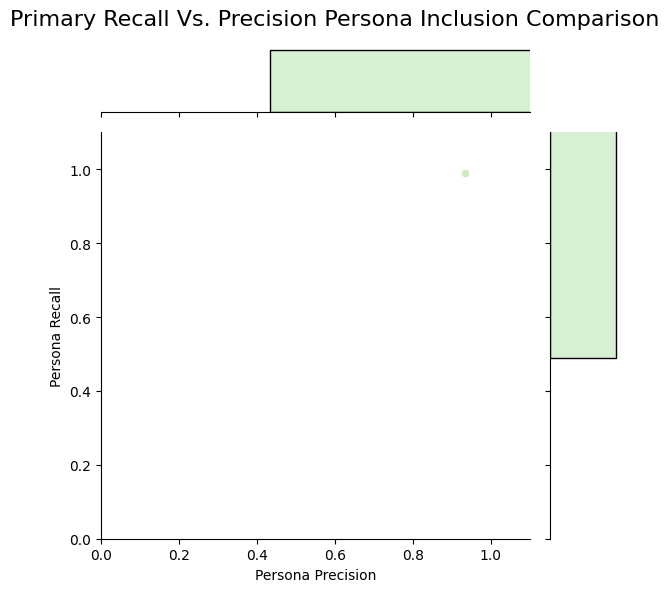 Primary Recall Vs. Precision Persona Inclusion Comparison
1.0
0.8
0.6
0.4
0.2
0.0
Persona Recall
0.0 0.2 0.4 0.6 0.8 1.0
Persona Precision